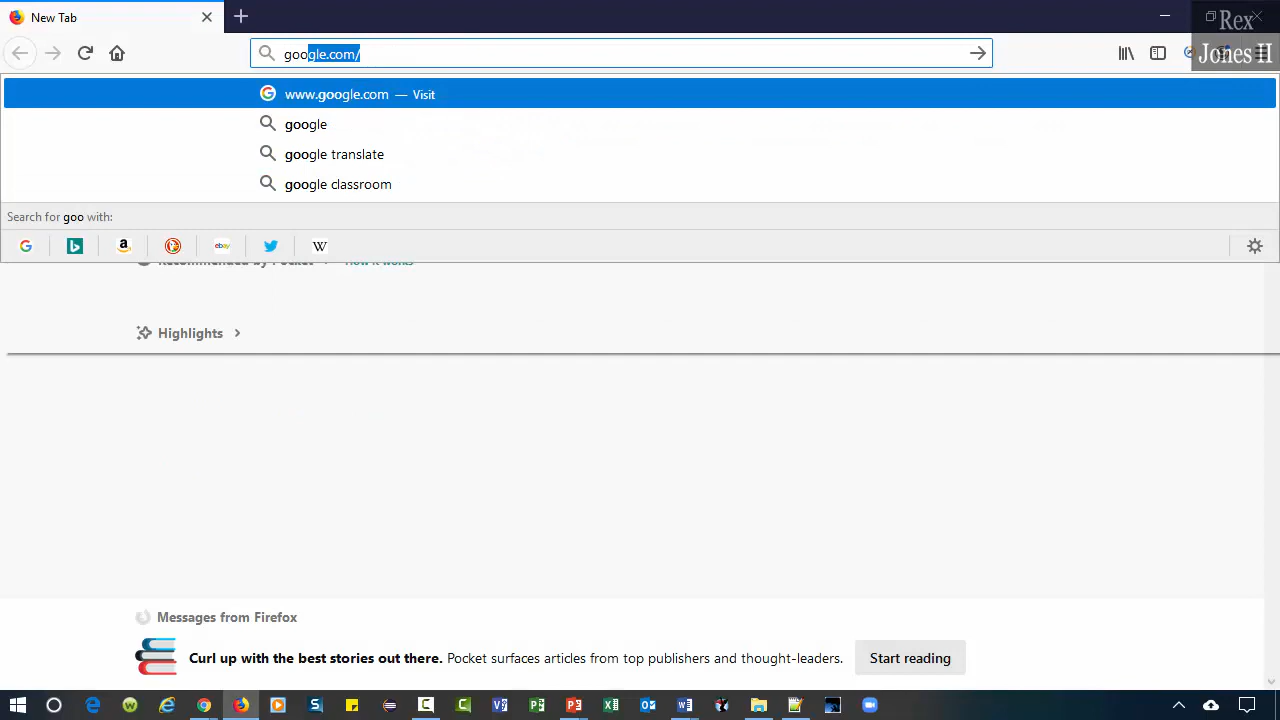 New Tab
Rex
Jones II
google.com/
www.google.com — Visit
google
google translate
google classroom
Search for goo with:
ebay
Highlights
Messages from Firefox
Curl up with the best stories out there. Pocket surfaces articles from top publishers and thought-leaders.
Start reading